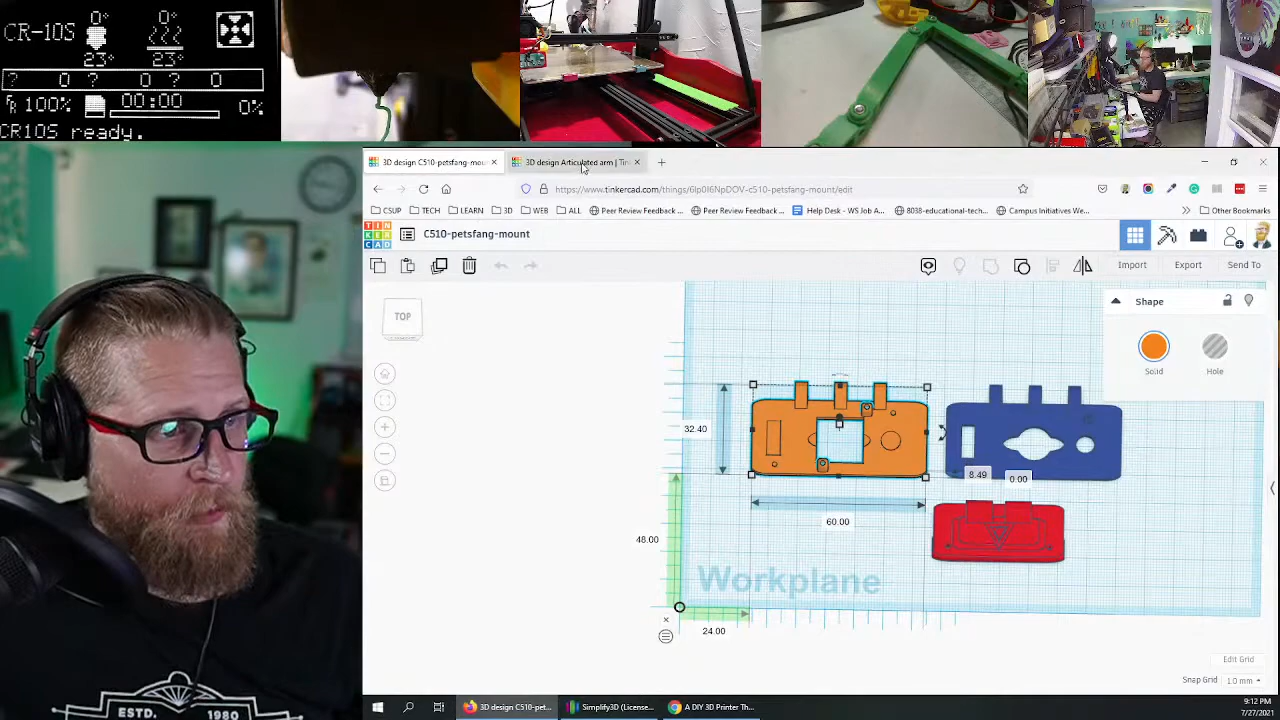 CR-10S
0°
0°
23°
23°
? 0 ? 0 ? 0
FR 100%
00:00
0%
CR10S ready.
3D design C510-petsfang-mou
3D design Articulated arm | Tin
https://www.tinkercad.com/things/6lp0I6NpDOV-c510-petsfang-mount/edit
CSUP
TECH
LEARN
3D
WEB
ALL
Peer Review Feedback ...
Peer Review Feedback ...
Help Desk - WS Job A...
8038-educational-tech...
Campus Initiatives We...
Other Bookmarks
TIN
KER
CAD
C510-petsfang-mount
Import
Export
Send To
TOP
Shape
Solid
Hole
32.40
8.49
0.00
60.00
48.00
Workplane
24.00
Edit Grid
Snap Grid
1.0 mm
3D design C510-pet...
Simplify3D (License...
A DIY 3D Printer Th...
9:12 PM
7/27/2021
ESTD.
1980